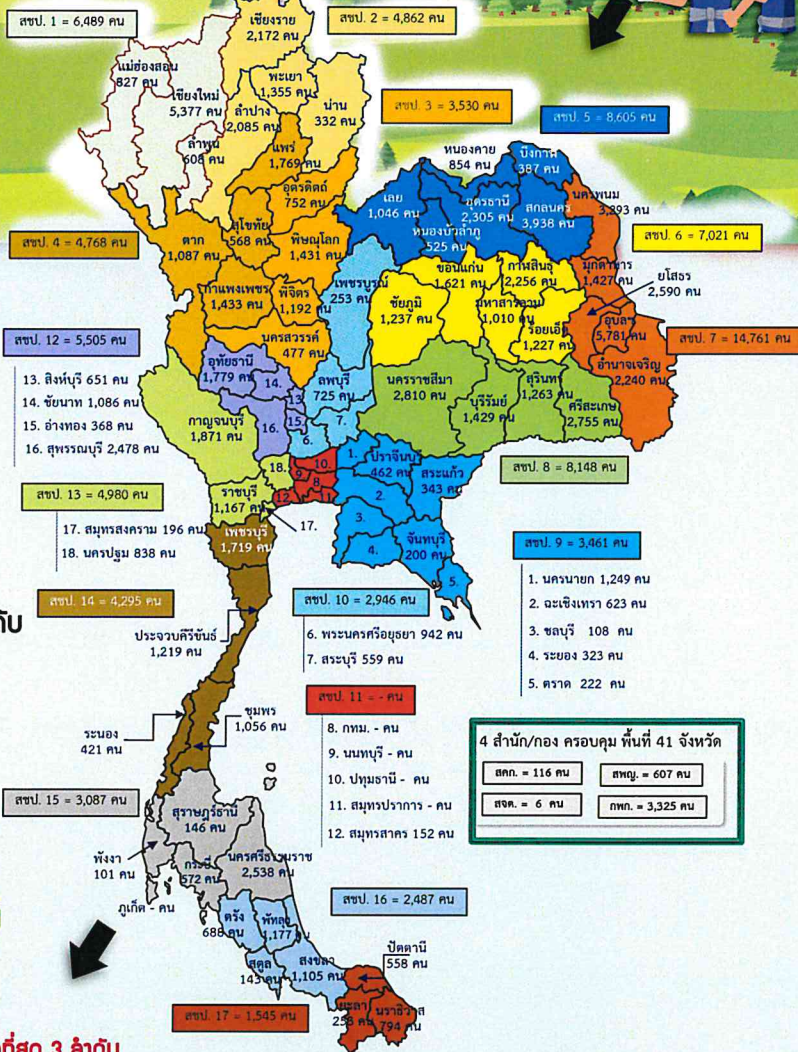 สชป. 1 = 6,489 คน
เชียงราย
2,172 คน
สชป. 2 = 4,862 คน
แม่ฮ่องสอน
827 คน
พะเยา
1,355 คน
เชียงใหม่
5,377 คน
ลำปาง
2,085 คน
น่าน
332 คน
สชป. 3 = 3,530 คน
ลำพูน
608 คน
แพร่
1,769 คน
สชป. 5 = 8,605 คน
หนองคาย
854 คน
บึงกาฬ
387 คน
อุตรดิตถ์
752 คน
เลย
1,046 คน
อุดรธานี
2,305 คน
สกลนคร
3,938 คน
นครพนม
3,293 คน
หนองบัวลำภู
525 คน
สชป. 4 = 4,768 คน
ตาก
1,087 คน
สุโขทัย
568 คน
พิษณุโลก
1,431 คน
สชป. 6 = 7,021 คน
กำแพงเพชร
1,433 คน
พิจิตร
1,192 คน
เพชรบูรณ์
253 คน
ขอนแก่น
1,621 คน
กาฬสินธุ์
2,256 คน
มุกดาหาร
1,427 คน
ยโสธร
2,590 คน
ชัยภูมิ
1,237 คน
มหาสารคาม
1,010 คน
ร้อยเอ็ด
1,227 คน
อุบลฯ
5,781 คน
สชป. 7 = 14,761 คน
อำนาจเจริญ
2,240 คน
นครสวรรค์
477 คน
สชป. 12 = 5,505 คน
13. สิงห์บุรี 651 คน
14. ชัยนาท 1,086 คน
15. อ่างทอง 368 คน
16. สุพรรณบุรี 2,478 คน
อุทัยธานี
1,779 คน
14.
13.
15.
16.
ลพบุรี
725 คน
7.
6.
นครราชสีมา
2,810 คน
บุรีรัมย์
1,429 คน
สุรินทร์
1,263 คน
ศรีสะเกษ
2,755 คน
กาญจนบุรี
1,871 คน
สชป. 8 = 8,148 คน
สชป. 13 = 4,980 คน
17. สมุทรสงคราม 196 คน
18. นครปฐม 838 คน
18.
10.
9.
8.
11
12.
17.
ราชบุรี
1,167 คน
1.
ปราจีนบุรี
462 คน
สระแก้ว
343 คน
2.
3.
4.
จันทบุรี
200 คน
5.
เพชรบุรี
1,719 คน
สชป. 9 = 3,461 คน
1. นครนายก 1,249 คน
2. ฉะเชิงเทรา 623 คน
3. ชลบุรี 108 คน
4. ระยอง 323 คน
5. ตราด 222 คน
สชป. 14 = 4,295 คน
ประจวบคีรีขันธ์
1,219 คน
สชป. 10 = 2,946 คน
6. พระนครศรีอยุธยา 942 คน
7. สระบุรี 559 คน
สชป. 11 = - คน
8. กทม. - คน
9. นนทบุรี - คน
10. ปทุมธานี - คน
11. สมุทรปราการ - คน
12. สมุทรสาคร 152 คน
ระนอง
421 คน
ชุมพร
1,056 คน
4 สำนัก/กอง ครอบคุม พื้นที่ 41 จังหวัด
สคก. = 116 คน
สพญ. = 607 คน
สจด. = 6 คน
กพก. = 3,325 คน
สชป. 15 = 3,087 คน
สุราษฎร์ธานี
146 คน
พังงา
101 คน
กระบี่
572 คน
นครศรีธรรมราช
2,538 คน
ภูเก็ต - คน
สชป. 16 = 2,487 คน
ตรัง
688 คน
พัทลุง
1,177 คน
สตูล
143 คน
สงขลา
1,105 คน
ปัตตานี
558 คน
สชป. 17 = 1,545 คน
ยะลา
นราธิวาส
794 คน
ที่สุด 3 ลำดับ